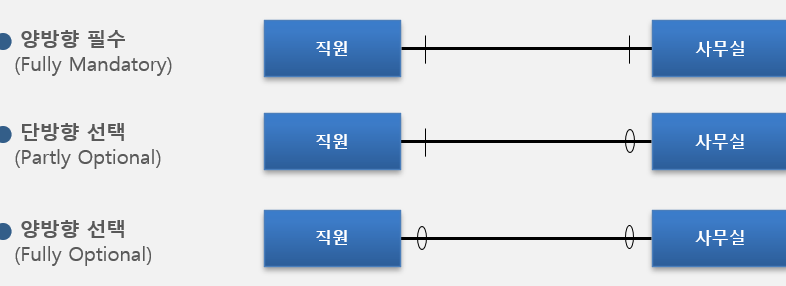 양방향 필수
(Fully Mandatory)
직원
사무실
단방향 선택
(Partly Optional)
직원
사무실
양방향 선택
(Fully Optional)
직원
사무실